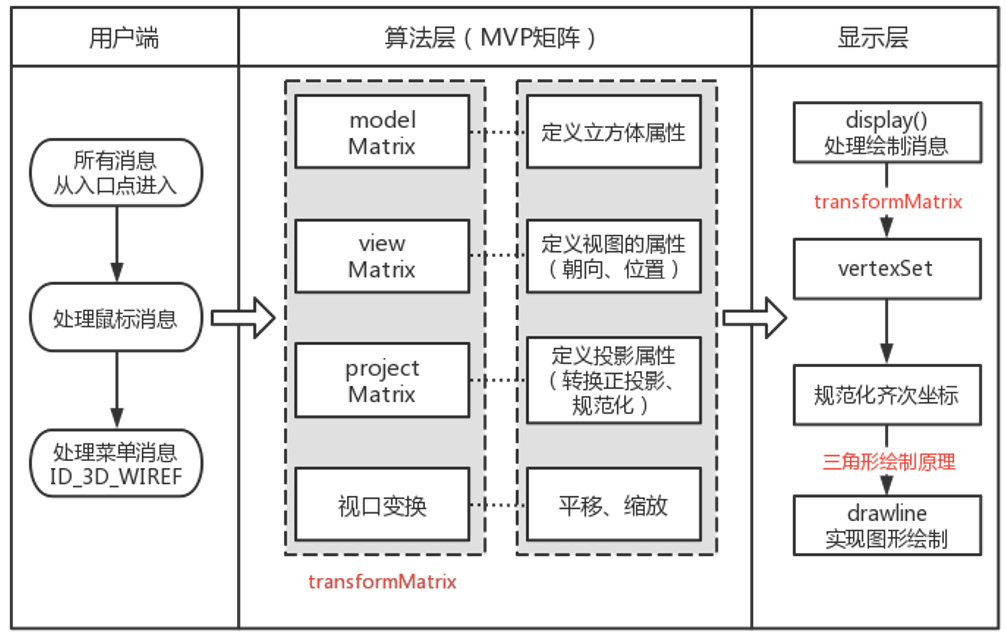 用户端
算法层（MVP矩阵）
显示层
所有消息
从入口点进入
处理鼠标消息
处理菜单消息
ID_3D_WIREF
model
Matrix
定义立方体属性
view
Matrix
定义视图的属性
（朝向、位置）
project
Matrix
定义投影属性
（转换正投影、
规范化）
视口变换
平移、缩放
transformMatrix
display()
处理绘制消息
transformMatrix
vertexSet
规范化齐次坐标
三角形绘制原理
drawline
实现图形绘制